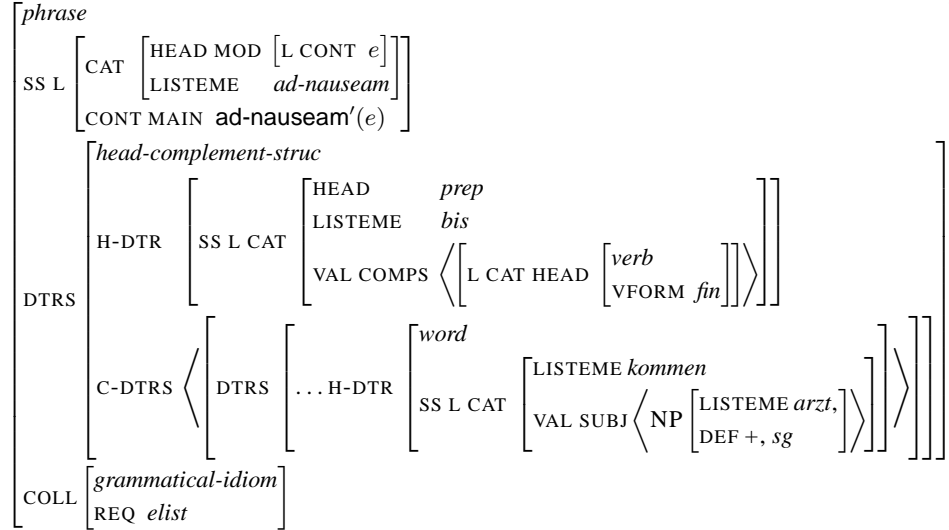 phrase
SS L CAT HEAD MOD [L CONT e]
LISTEME ad-nauseam
CONT MAIN ad-nauseam′(e)
DTRS head-complement-struc
H-DTR SS L CAT HEAD prep
LISTEME bis
VAL COMPS ⟨[L CAT HEAD [verb
VFORM fin]]⟩
C-DTRS ⟨[DTRS [... H-DTR [word
SS L CAT [LISTEME kommen
VAL SUBJ ⟨NP [LISTEME arzt,
DEF +, sg]⟩]]]]⟩
COLL [grammatical-idiom
REQ elist]